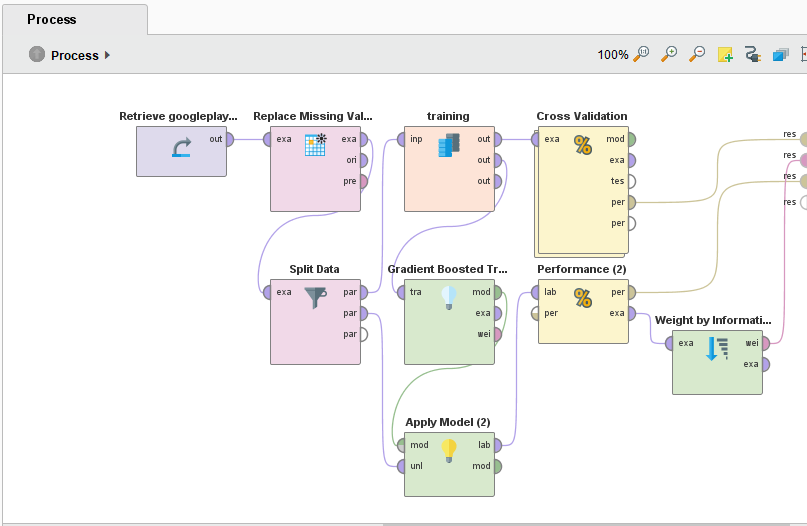 Process
Process
100%
Retrieve googleplay...
out
Replace Missing Val...
exa exa
ori
pre
training
inp out
out
out
Cross Validation
exa mod
exa
tes
per
per
res
res
res
res
Split Data
exa par
par
par
Gradient Boosted Tr...
tra mod
exa
wei
Performance (2)
lab per
per exa
Weight by Informati...
exa wei
exa
Apply Model (2)
mod lab
unl mod